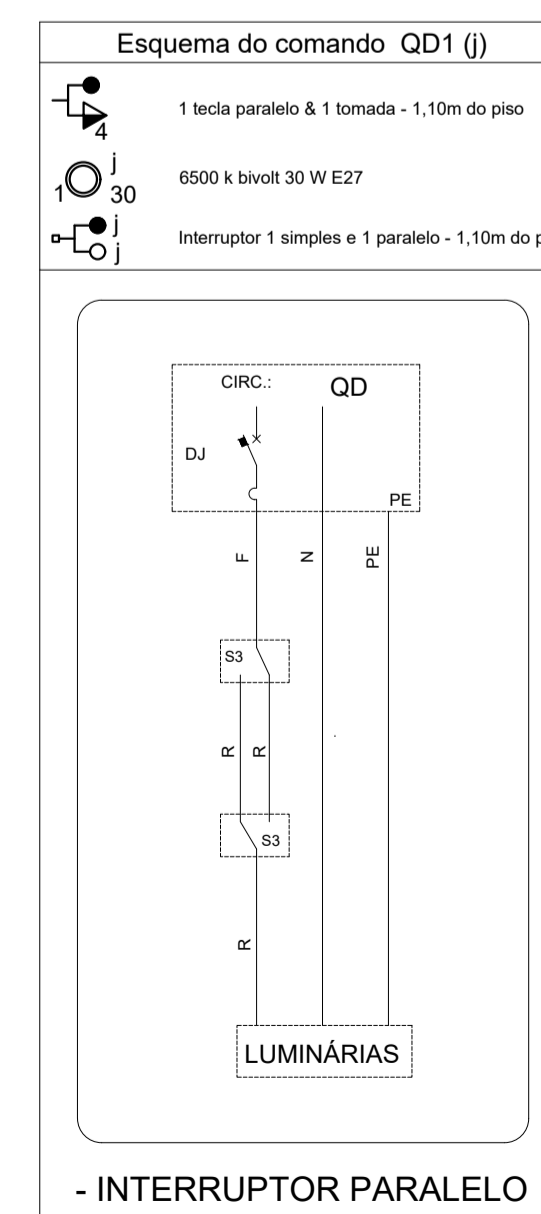 Esquema do comando QD1 (j)
4
1 tecla paralelo & 1 tomada - 1,10m do piso
1
j
30
6500 k bivolt 30 W E27
j
j
Interruptor 1 simples e 1 paralelo - 1,10m do p
CIRC.:
QD
DJ
PE
F
N
PE
S3
R
R
S3
R
LUMINÁRIAS
- INTERRUPTOR PARALELO